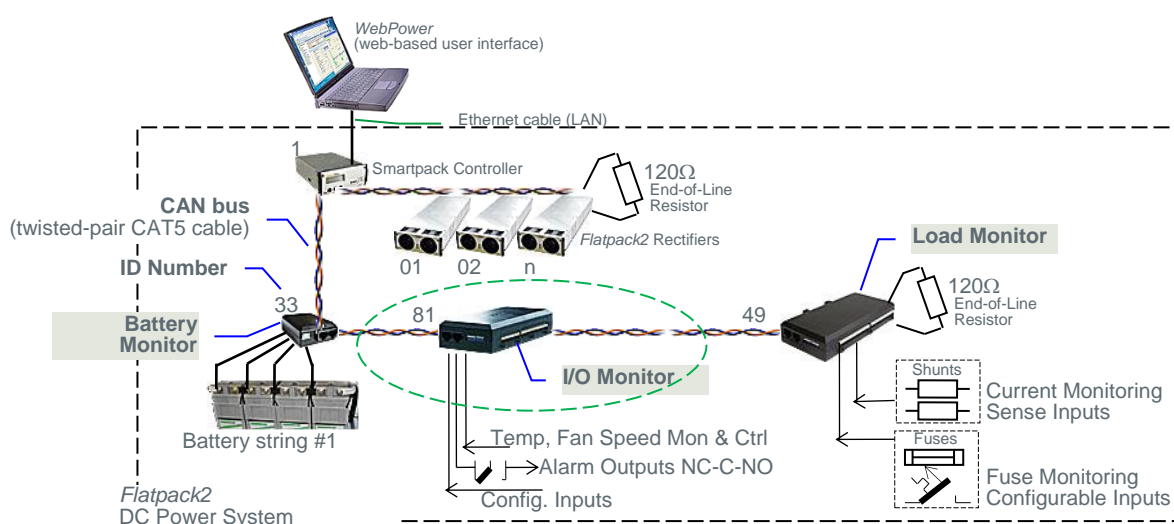 WebPower
(web-based user interface)
Ethernet cable (LAN)
1
Smartpack Controller
120Ω
End-of-Line
Resistor
CAN bus
(twisted-pair CAT5 cable)
Flatpack2 Rectifiers
01
02
n
Load Monitor
ID Number
33
81
49
120Ω
End-of-Line
Resistor
Battery
Monitor
I/O Monitor
Shunts
Current Monitoring
Sense Inputs
Battery string #1
Temp, Fan Speed Mon & Ctrl
Alarm Outputs NC-C-NO
Config. Inputs
Fuses
Fuse Monitoring
Configurable Inputs
Flatpack2
DC Power System